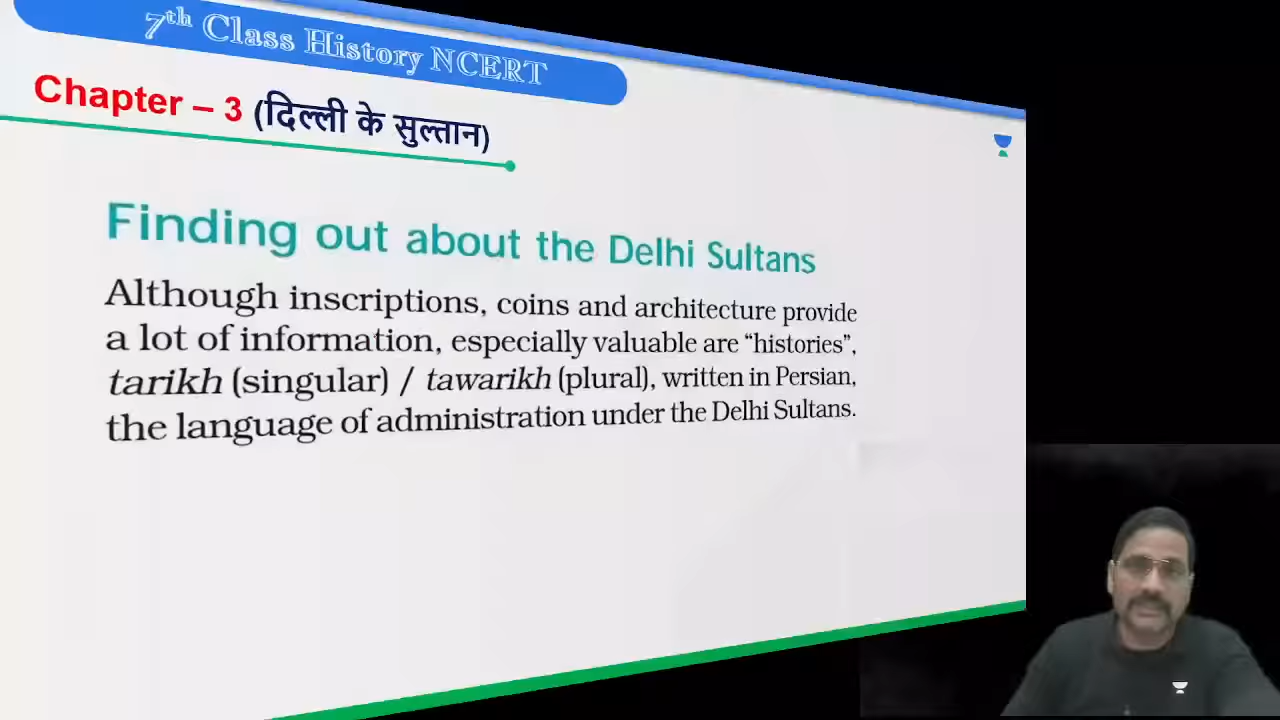 7th Class History NCERT
Chapter – 3 (दिल्ली के सुल्तान)
Finding out about the Delhi Sultans
Although inscriptions, coins and architecture provide
a lot of information, especially valuable are “histories”,
tarikh (singular) / tawarikh (plural), written in Persian,
the language of administration under the Delhi Sultans.